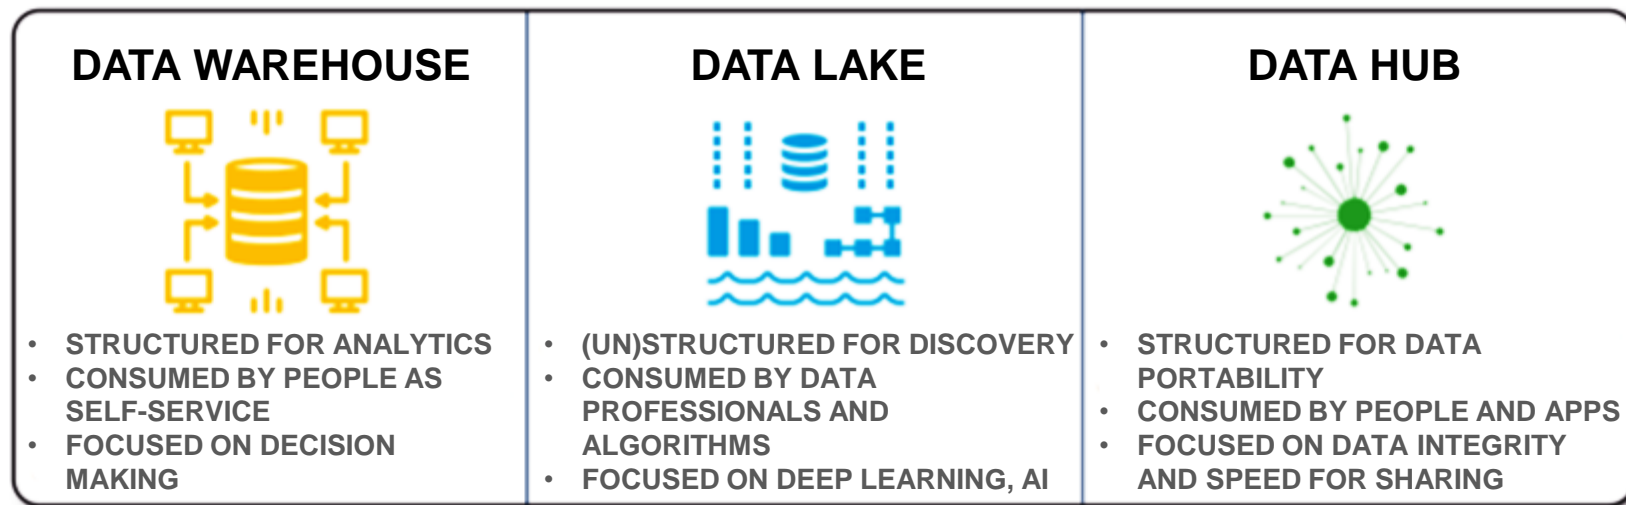 DATA WAREHOUSE
• STRUCTURED FOR ANALYTICS
• CONSUMED BY PEOPLE AS
SELF-SERVICE
• FOCUSED ON DECISION
MAKING
DATA LAKE
• (UN)STRUCTURED FOR DISCOVERY
• CONSUMED BY DATA
PROFESSIONALS AND
ALGORITHMS
• FOCUSED ON DEEP LEARNING, AI
DATA HUB
• STRUCTURED FOR DATA
PORTABILITY
• CONSUMED BY PEOPLE AND APPS
• FOCUSED ON DATA INTEGRITY
AND SPEED FOR SHARING